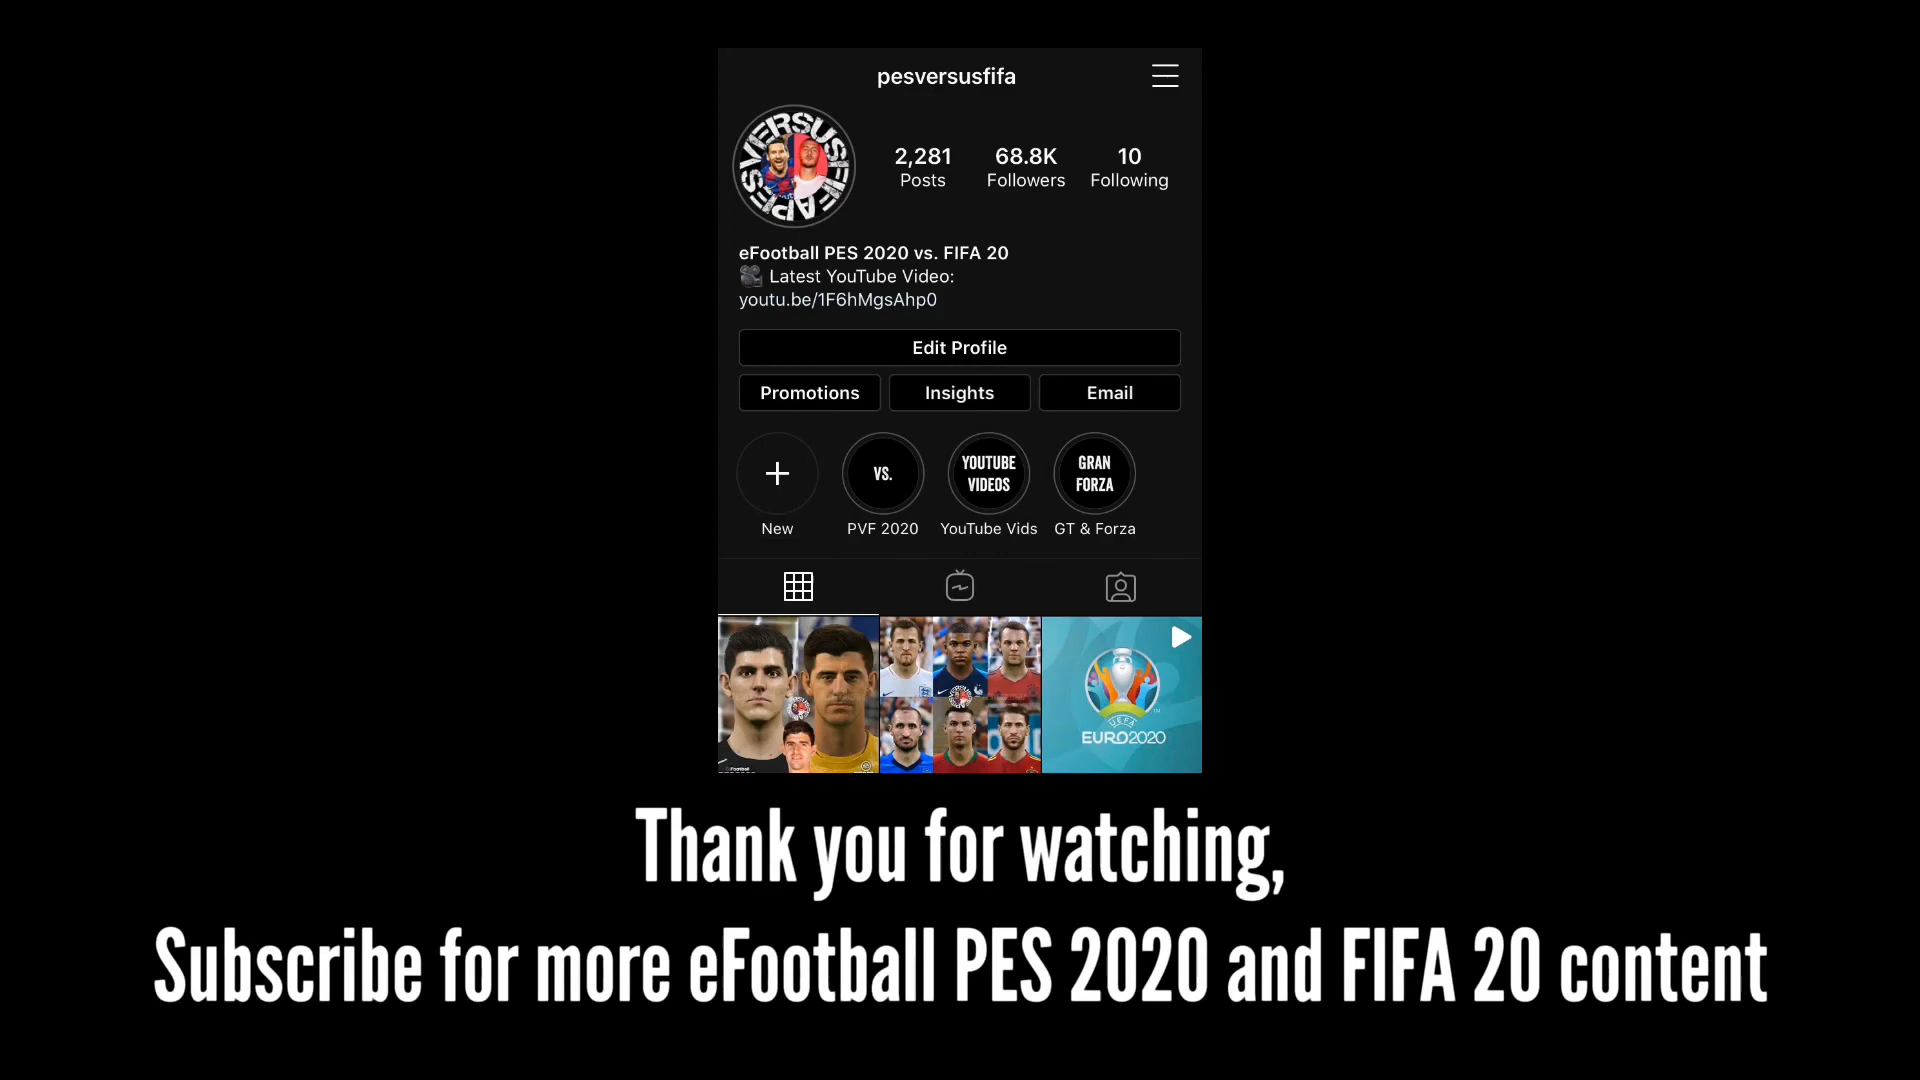 pesversusfifa
PESVERSUSFIFA
2,281
Posts
68.8K
Followers
10
Following
eFootball PES 2020 vs. FIFA 20
Latest YouTube Video:
youtu.be/1F6hMgsAhp0
Edit Profile
Promotions
Insights
Email
VS.
YOUTUBE
VIDEOS
GRAN
FORZA
New
PVF 2020
YouTube Vids
GT & Forza
UEFA
EURO2020
Thank you for watching,
Subscribe for more eFootball PES 2020 and FIFA 20 content